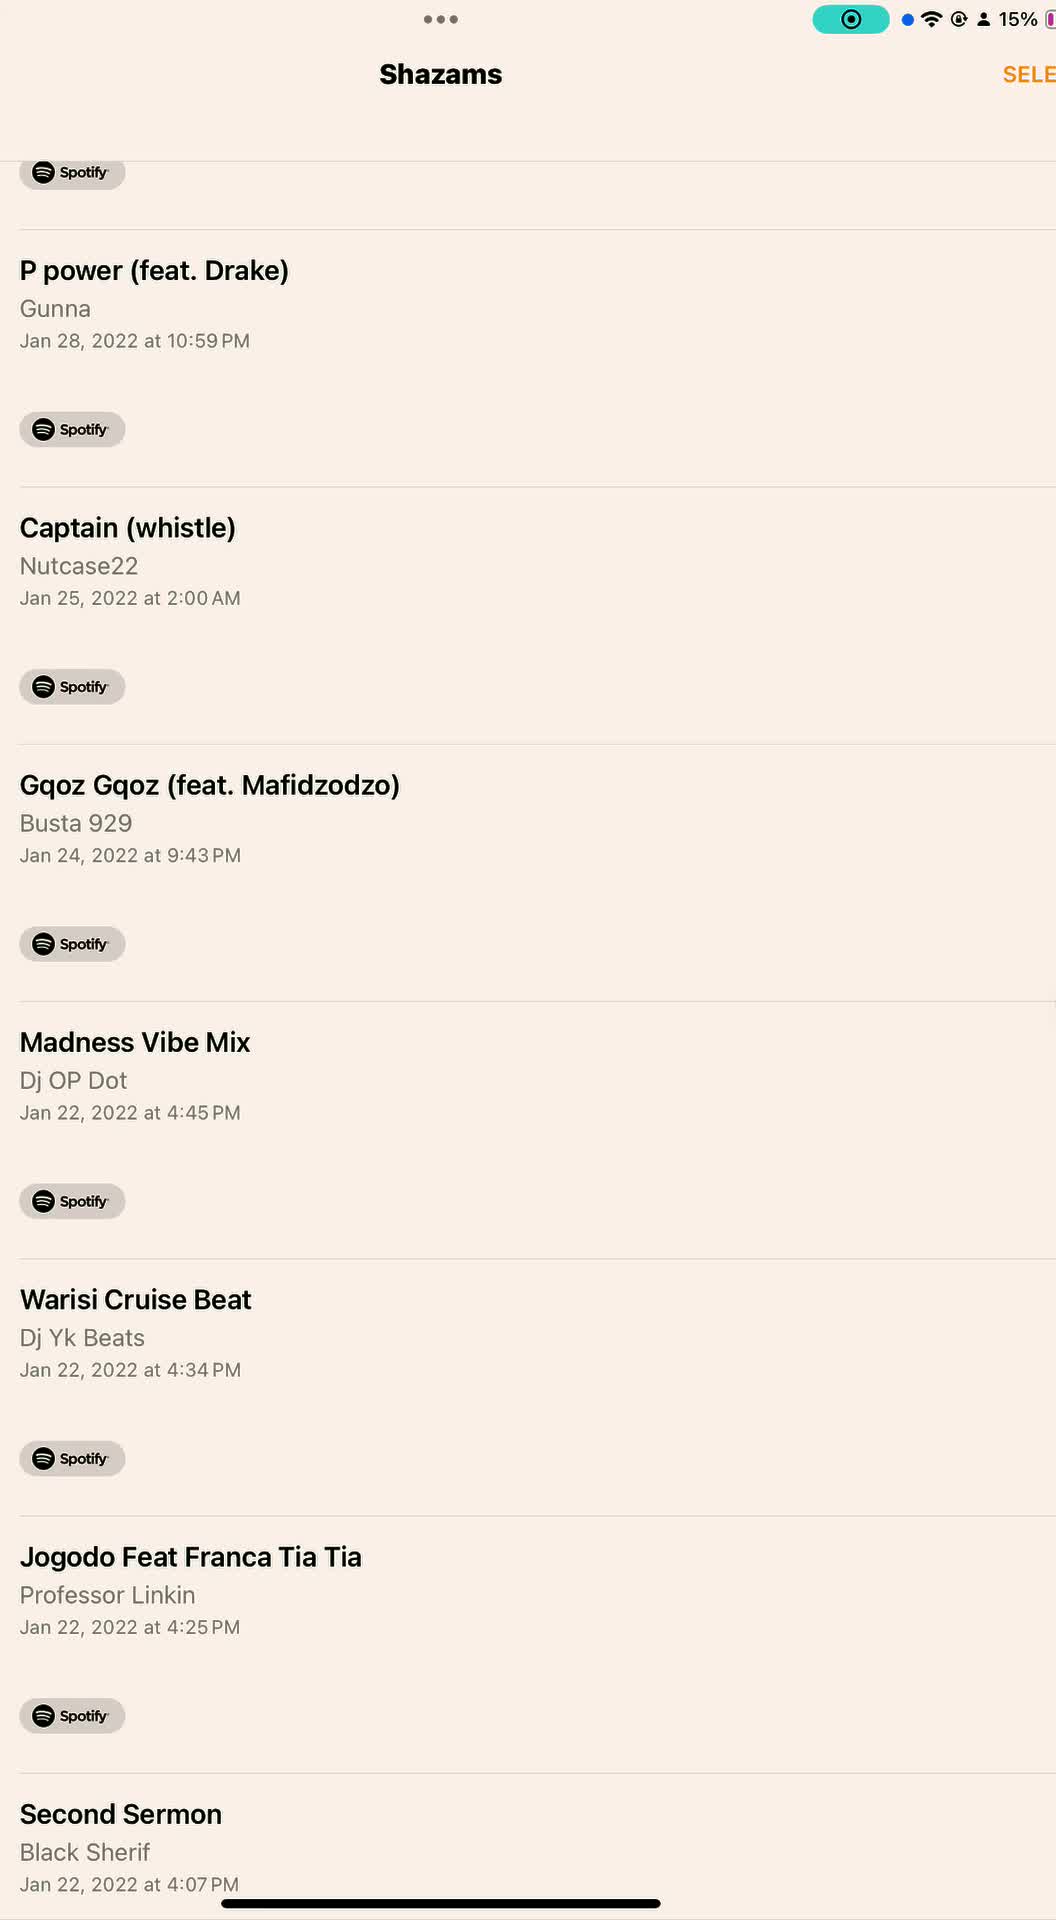 15%
Shazams
SELE
Spotify
P power (feat. Drake)
Gunna
Jan 28, 2022 at 10:59 PM
Spotify
Captain (whistle)
Nutcase22
Jan 25, 2022 at 2:00 AM
Spotify
Gqoz Gqoz (feat. Mafidzodzo)
Busta 929
Jan 24, 2022 at 9:43 PM
Spotify
Madness Vibe Mix
Dj OP Dot
Jan 22, 2022 at 4:45 PM
Spotify
Warisi Cruise Beat
Dj Yk Beats
Jan 22, 2022 at 4:34 PM
Spotify
Jogodo Feat Franca Tia Tia
Professor Linkin
Jan 22, 2022 at 4:25 PM
Spotify
Second Sermon
Black Sherif
Jan 22, 2022 at 4:07 PM